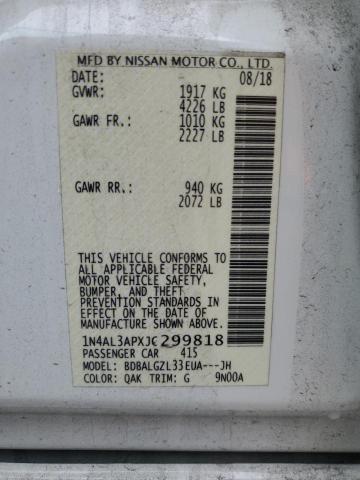 MFD BY NISSAN MOTOR CO., LTD.
DATE: 08/18
GVWR: 1917 KG
4226 LB
GAWR FR.: 1010 KG
2227 LB
GAWR RR.: 940 KG
2072 LB
THIS VEHICLE CONFORMS TO
ALL APPLICABLE FEDERAL
MOTOR VEHICLE SAFETY,
BUMPER, AND THEFT
PREVENTION STANDARDS
IN EFFECT ON THE DATE OF
MANUFACTURE SHOWN
ABOVE.
1N4AL3APXJC299818
PASSENGER CAR 415
MODEL: BDBALGZL33EUA---JH
COLOR: QAK TRIM: G 9N00A